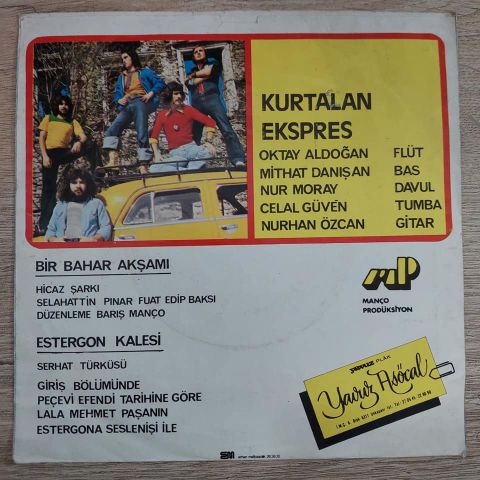 KURTALAN
EKSPRES
OKTAY ALDOĞAN FLÜT
MİTHAT DANIŞAN BAS
NUR MORAY DAVUL
CELAL GÜVEN TUMBA
NURHAN ÖZCAN GİTAR
BİR BAHAR AKŞAMI
HİCAZ ŞARKI
SELAHATTİN PINAR FUAT EDİP BAKSI
DÜZENLEME BARIŞ MANÇO
MANÇO
PRODÜKSİYON
ESTERGON KALESİ
SERHAT TÜRKÜSÜ
GİRİŞ BÖLÜMÜNDE
PEÇEVİ EFENDİ TARİHİNE GÖRE
LALA MEHMET PAŞANIN
ESTERGONA SESLENİŞİ İLE
YAVUZ PLAK
Yavuz Asöcal